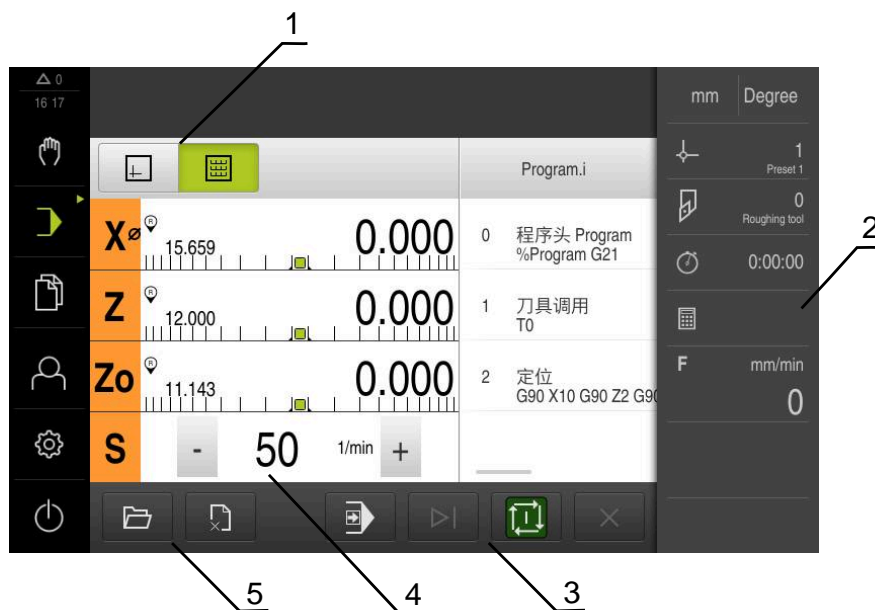 1
0
16 17
mm Degree
1
Preset 1
0
Roughing tool
2
0:00:00
F mm/min
0
Program.i
X⌀ R 15.659 0.000
Z R 12.000 0.000
Zo R 11.143 0.000
S - 50 1/min +
0 程序头 Program
%Program G21
1 刀具调用
T0
2 定位
G90 X10 G90 Z2 G90
5 4 3